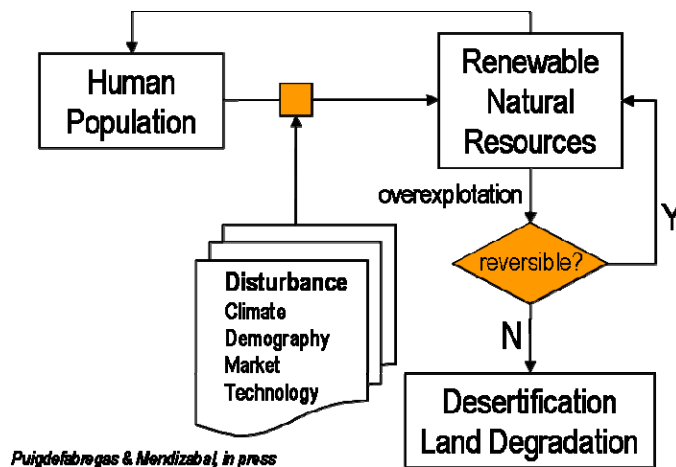 Human
Population
Renewable
Natural
Resources
overexplotation
Y
reversible?
Disturbance
Climate
Demography
Market
Technology
N
Desertification
Land Degradation
Puigdefabregas & Mendizabal, in press